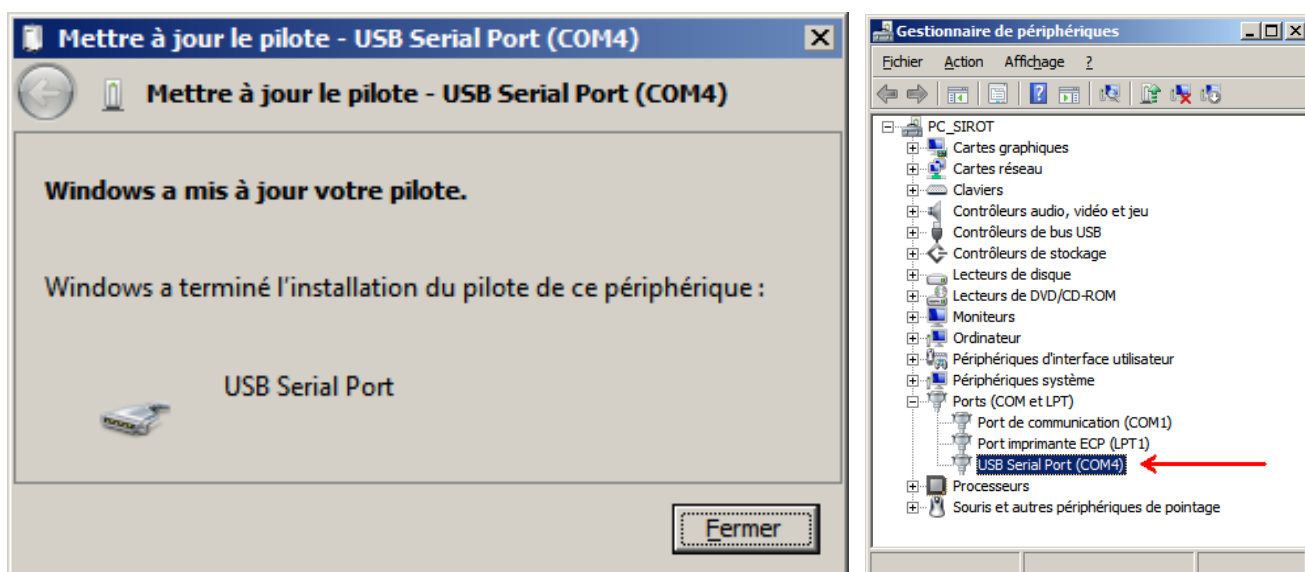 Mettre à jour le pilote - USB Serial Port (COM4)
Mettre à jour le pilote - USB Serial Port (COM4)
Windows a mis à jour votre pilote.
Windows a terminé l'installation du pilote de ce périphérique :
USB Serial Port
Fermer
Gestionnaire de périphériques
Fichier Action Affichage ?
PC_SIROT
Cartes graphiques
Cartes réseau
Claviers
Contrôleurs audio, vidéo et jeu
Contrôleurs de bus USB
Contrôleurs de stockage
Lecteurs de disque
Lecteurs de DVD/CD-ROM
Moniteurs
Ordinateur
Périphériques d'interface utilisateur
Périphériques système
Ports (COM et LPT)
Port de communication (COM1)
Port imprimante ECP (LPT1)
USB Serial Port (COM4)
Processeurs
Souris et autres périphériques de pointage